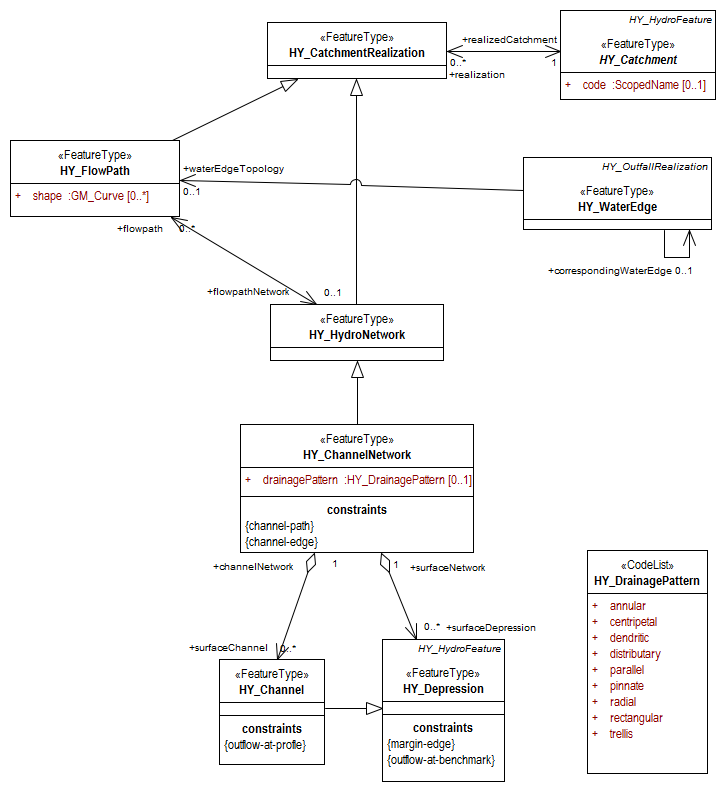 «FeatureType»
HY_CatchmentRealization
+realizedCatchment
0..*
1
+realization
HY_HydroFeature
«FeatureType»
HY_Catchment
+ code :ScopedName [0..1]
«FeatureType»
HY_FlowPath
+ shape :GM_Curve [0..*]
+waterEdgeTopology
0..1
HY_OutfallRealization
«FeatureType»
HY_WaterEdge
+correspondingWaterEdge 0..1
+flowpath
0..*
+flowpathNetwork
0..1
«FeatureType»
HY_HydroNetwork
«FeatureType»
HY_ChannelNetwork
+ drainagePattern :HY_DrainagePattern [0..1]
constraints
{channel-path}
{channel-edge}
+channelNetwork
1
1
+surfaceNetwork
+surfaceChannel
0..*
0..*
+surfaceDepression
«FeatureType»
HY_Channel
constraints
{outflow-at-profle}
HY_HydroFeature
«FeatureType»
HY_Depression
constraints
{margin-edge}
{outflow-at-benchmark}
«CodeList»
HY_DrainagePattern
+ annular
+ centripetal
+ dendritic
+ distributary
+ parallel
+ pinnate
+ radial
+ rectangular
+ trellis